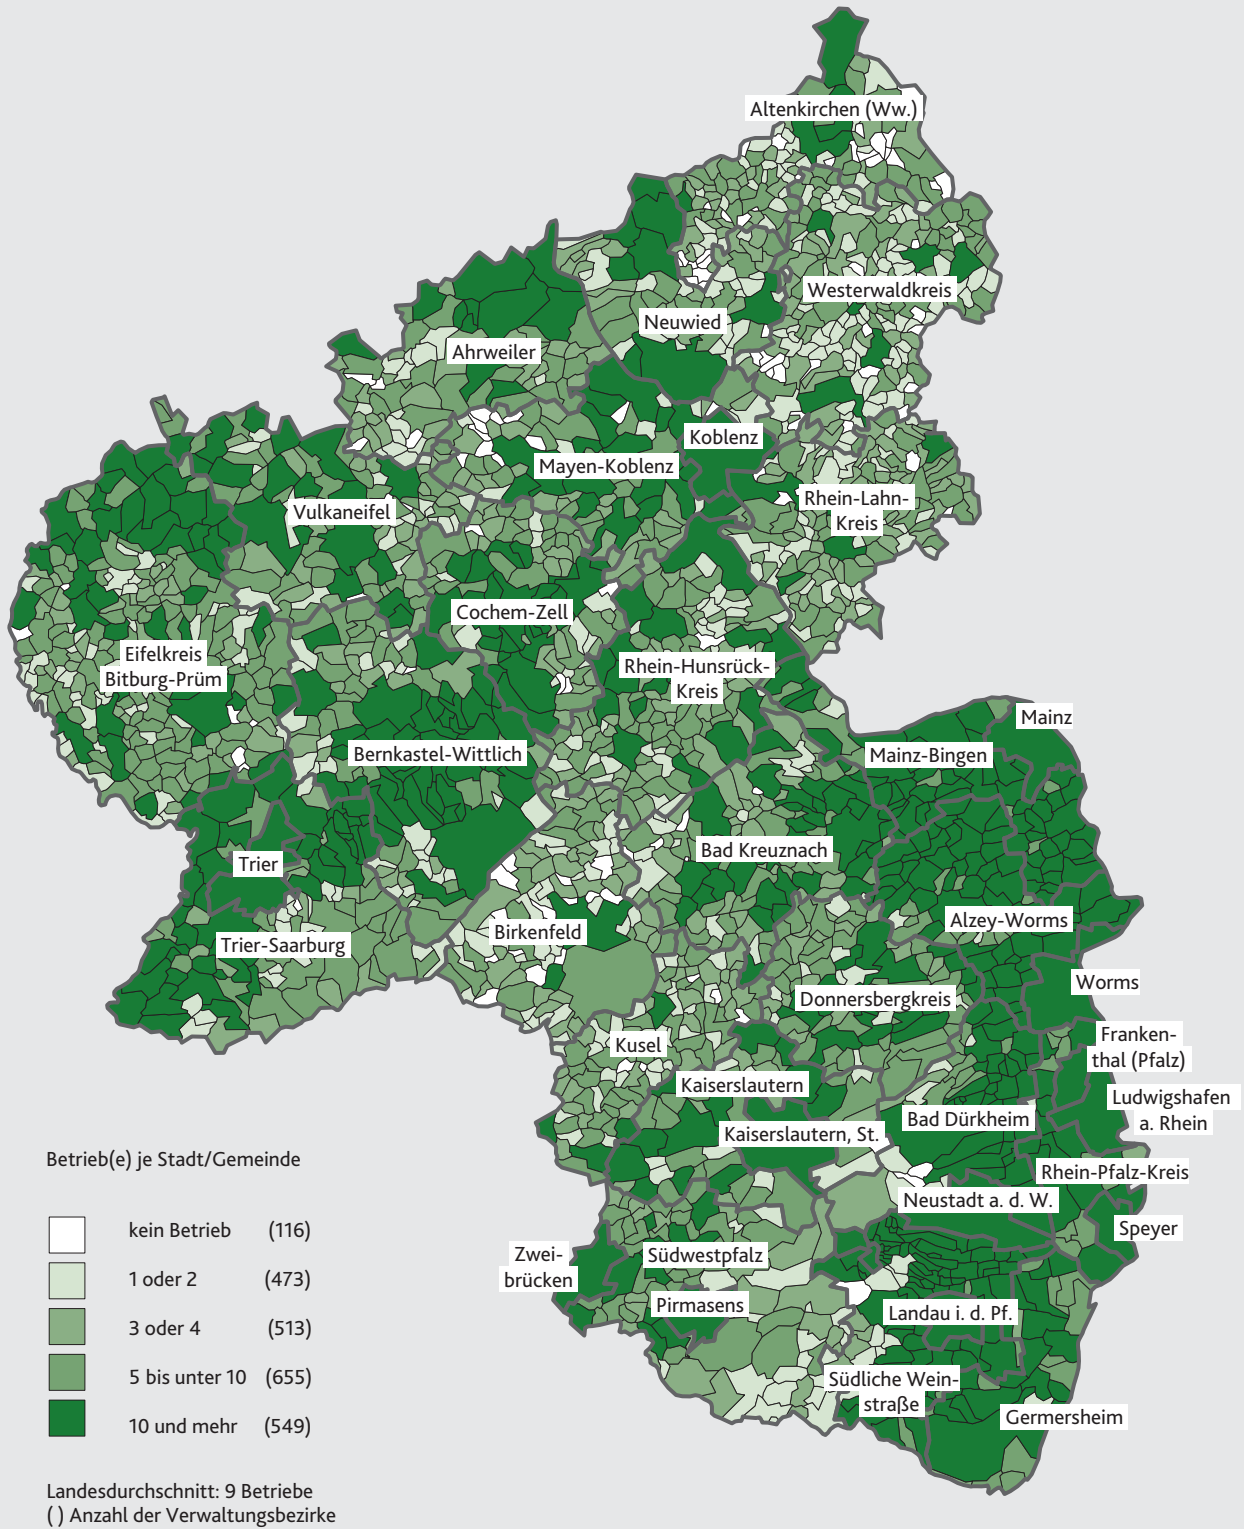 Altenkirchen (Ww.)
Westerwaldkreis
Neuwied
Ahrweiler
Koblenz
Mayen-Koblenz
Rhein-Lahn-
Kreis
Vulkaneifel
Cochem-Zell
Eifelkreis
Bitburg-Prüm
Rhein-Hunsrück-
Kreis
Mainz
Bernkastel-Wittlich
Mainz-Bingen
Bad Kreuznach
Trier
Alzey-Worms
Birkenfeld
Trier-Saarburg
Worms
Donnersbergkreis
Kusel
Franken-
thal (Pfalz)
Kaiserslautern
Ludwigshafen
a. Rhein
Bad Dürkheim
Kaiserslautern, St.
Rhein-Pfalz-Kreis
Neustadt a. d. W.
Speyer
Zwei-
brücken
Südwestpfalz
Pirmasens
Landau i. d. Pf.
Südliche Wein-
straße
Germersheim
Betrieb(e) je Stadt/Gemeinde
kein Betrieb (116)
1 oder 2 (473)
3 oder 4 (513)
5 bis unter 10 (655)
10 und mehr (549)
Landesdurchschnitt: 9 Betriebe
( ) Anzahl der Verwaltungsbezirke